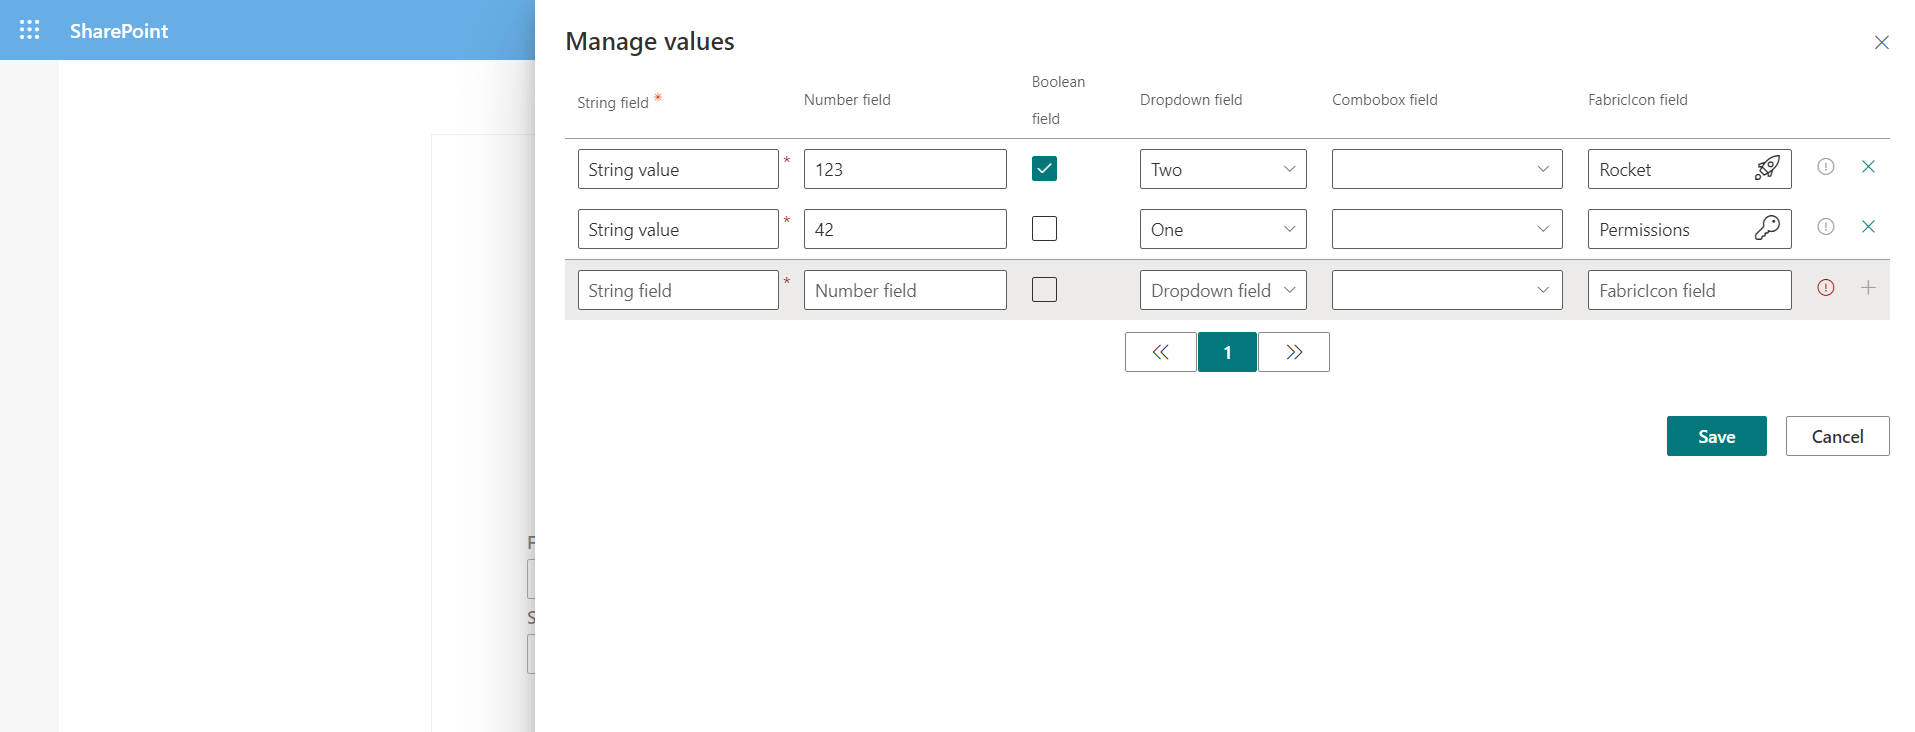 SharePoint
Manage values
String field *
Number field
Boolean
field
Dropdown field
Combobox field
FabricIcon field
String value *
123
Two
Rocket
String value *
42
One
Permissions
String field *
Number field
Dropdown field
FabricIcon field
1
Save
Cancel
F
S